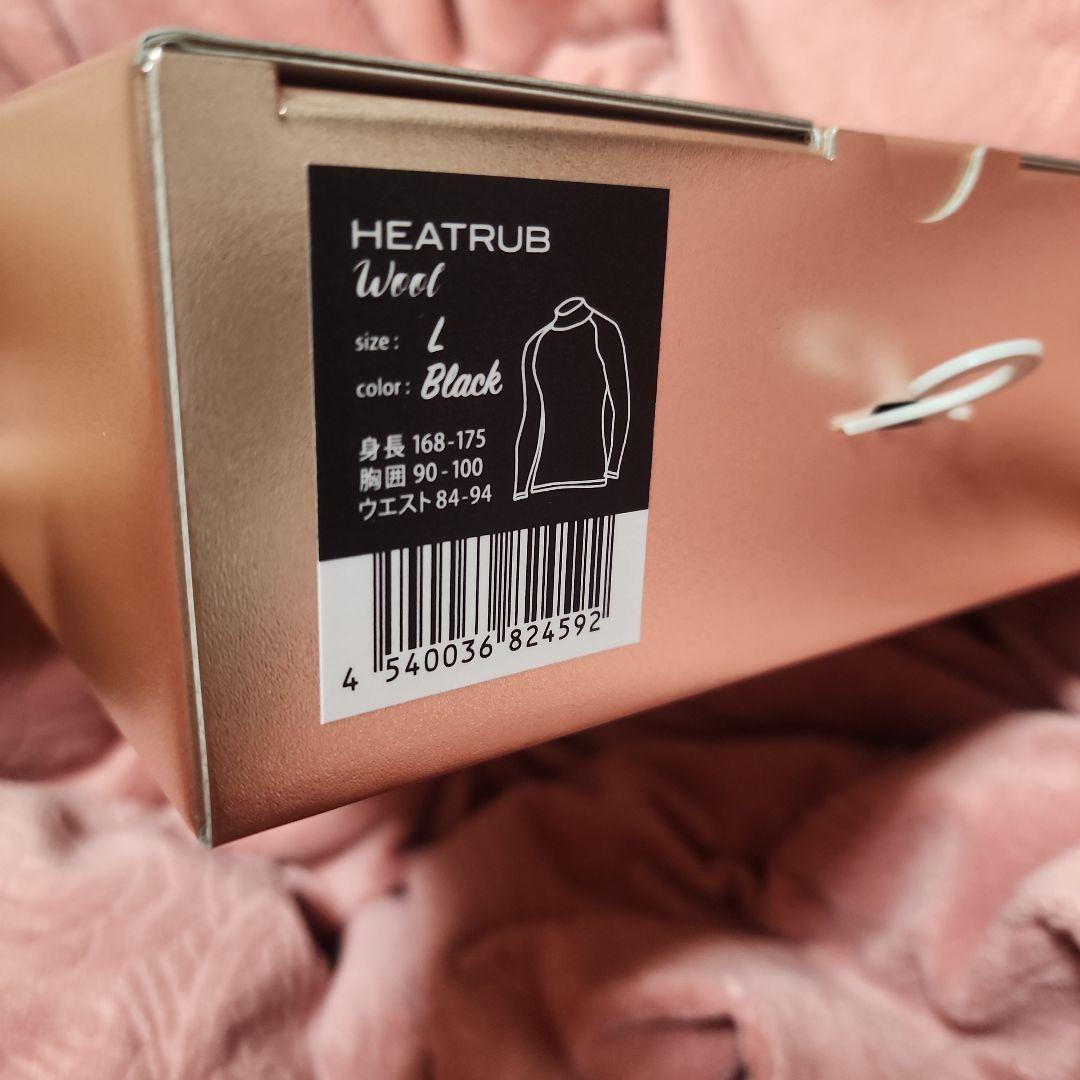 HEATRUB
Wool
size: L
color: Black
身長 168-175
胸囲 90-100
ウエスト 84-94
4 540036 824592